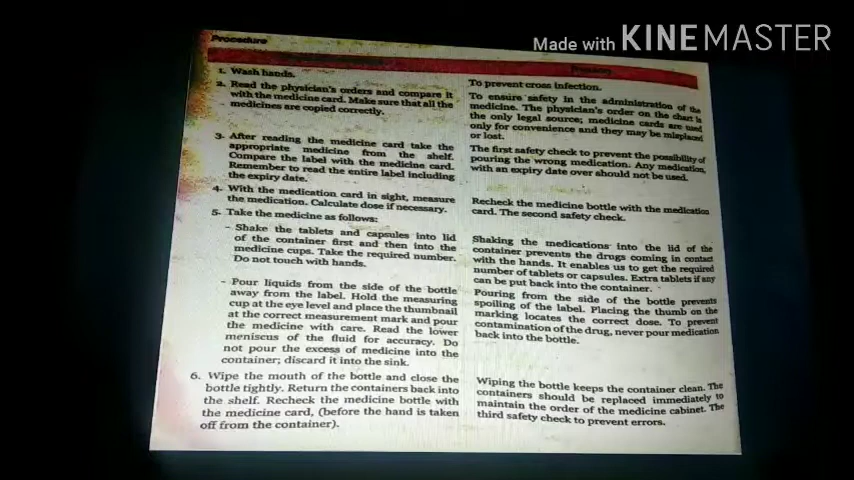 Made with KINEMASTER
Procedure
1. Wash hands.
2. Read the physician's orders and compare it
with the medicine card. Make sure that all the
medicines are copied correctly.
3. After reading the medicine card take the
appropriate medicine from the shelf.
Compare the label with the medicine card.
Remember to read the entire label including
the expiry date.
4. With the medication card in sight, measure
the medication. Calculate dose if necessary.
5. Take the medicine as follows:
- Shake the tablets and capsules into lid
of the container first and then into the
medicine cups. Take the required number.
Do not touch with hands.
- Pour liquids from the side of the bottle
away from the label. Hold the measuring
cup at the eye level and place the thumbnail
at the correct measurement mark and pour
the medicine with care. Read the lower
meniscus of the fluid for accuracy. Do
not pour the excess of medicine into the
container; discard it into the sink.
6. Wipe the mouth of the bottle and close the
bottle tightly. Return the containers back into
the shelf. Recheck the medicine bottle with
the medicine card, (before the hand is taken
off from the container).
To prevent cross infection.
To ensure safety in the administration of the
medicine. The physician's order on the chart is
the only legal source; medicine cards are used
only for convenience and they may be misplaced
or lost.
The first safety check to prevent the possibility of
pouring the wrong medication. Any medication,
with an expiry date over should not be used.
Recheck the medicine bottle with the medication
card. The second safety check.
Shaking the medications into the lid of the
container prevents the drugs coming in contact
with the hands. It enables us to get the required
number of tablets or capsules. Extra tablets if any
can be put back into the container.
Pouring from the side of the bottle prevents
spoiling of the label. Placing the thumb on the
marking locates the correct dose. To prevent
contamination of the drug, never pour medication
back into the bottle.
Wiping the bottle keeps the container clean. The
containers should be replaced immediately to
maintain the order of the medicine cabinet. The
third safety check to prevent errors.